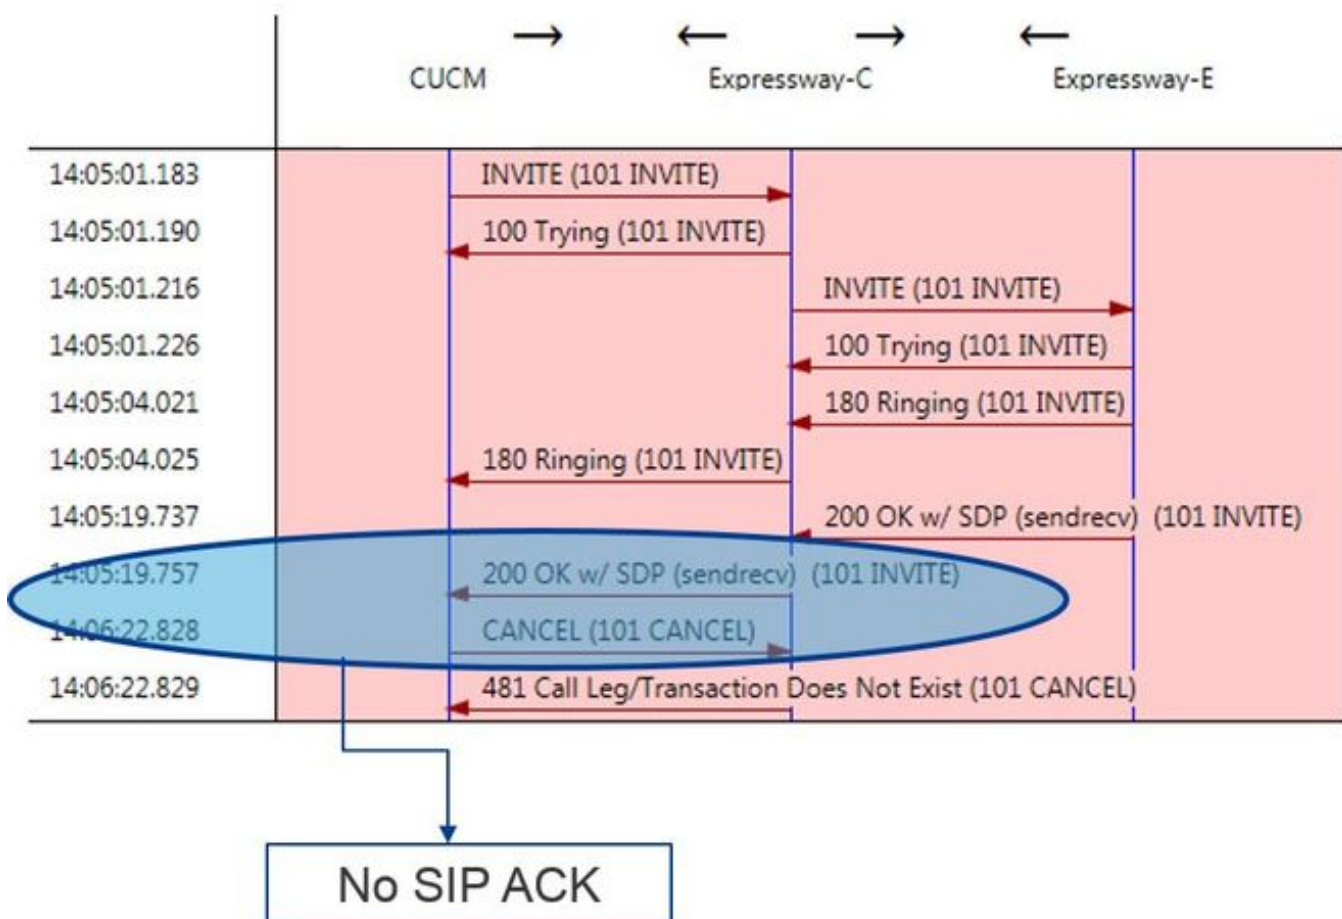 → ← → ←
CUCM Expressway-C Expressway-E
14:05:01.183 INVITE (101 INVITE)
14:05:01.190 100 Trying (101 INVITE)
14:05:01.216 INVITE (101 INVITE)
14:05:01.226 100 Trying (101 INVITE)
14:05:04.021 180 Ringing (101 INVITE)
14:05:04.025 180 Ringing (101 INVITE)
14:05:19.737 200 OK w/ SDP (sendrecv) (101 INVITE)
14:05:19.757 200 OK w/ SDP (sendrecv) (101 INVITE)
14:06:22.828 CANCEL (101 CANCEL)
14:06:22.829 481 Call Leg/Transaction Does Not Exist (101 CANCEL)
No SIP ACK